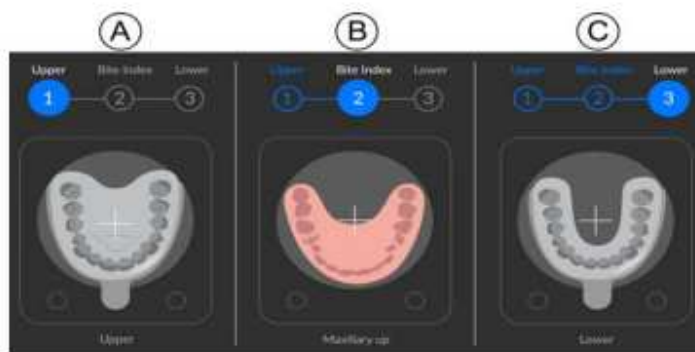 A
B
C
Upper Bite Index Lower
1 2 3
Upper Bite Index Lower
1 2 3
Upper Bite Index Lower
1 2 3
Upper
Maxillary up
Lower